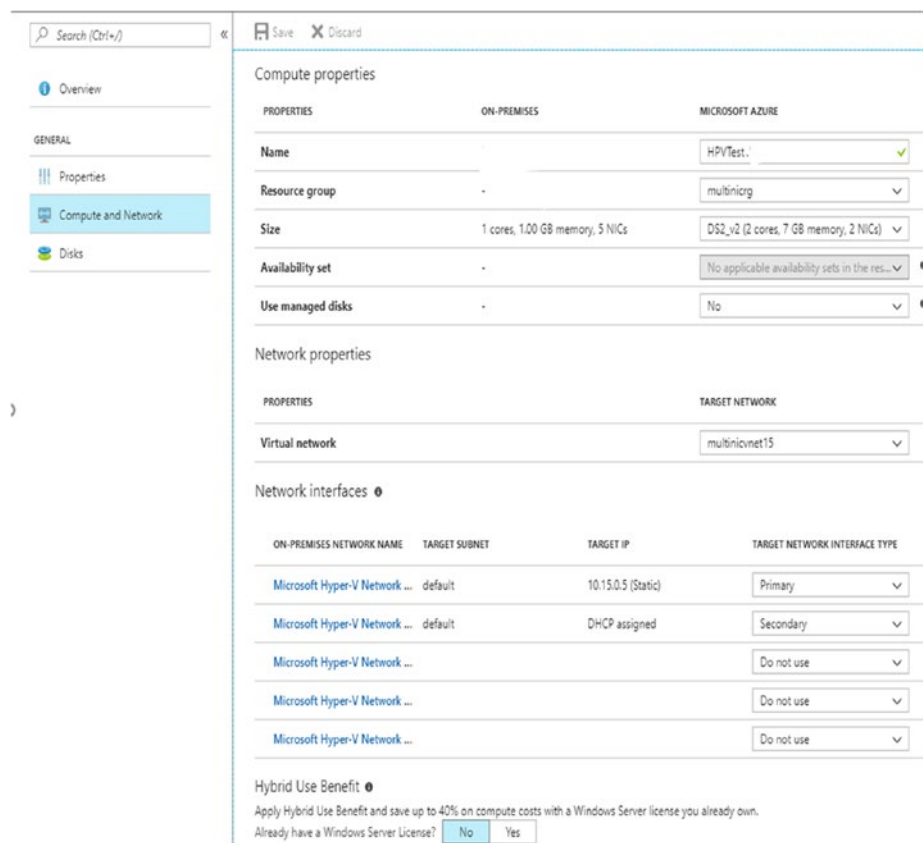 Search (Ctrl+/)
«
Save Discard
Overview
GENERAL
Properties
Compute and Network
Disks
Compute properties
PROPERTIES ON-PREMISES MICROSOFT AZURE
Name HPVTest.
Resource group - multinicrg
Size 1 cores, 1.00 GB memory, 5 NICs DS2_v2 (2 cores, 7 GB memory, 2 NICs)
Availability set - No applicable availability sets in the res...
Use managed disks - No
Network properties
PROPERTIES TARGET NETWORK
Virtual network multinicvnet15
Network interfaces
ON-PREMISES NETWORK NAME TARGET SUBNET TARGET IP TARGET NETWORK INTERFACE TYPE
Microsoft Hyper-V Network ... default 10.15.0.5 (Static) Primary
Microsoft Hyper-V Network ... default DHCP assigned Secondary
Microsoft Hyper-V Network ... Do not use
Microsoft Hyper-V Network ... Do not use
Microsoft Hyper-V Network ... Do not use
Hybrid Use Benefit
Apply Hybrid Use Benefit and save up to 40% on compute costs with a Windows Server license you already own.
Already have a Windows Server License? No Yes